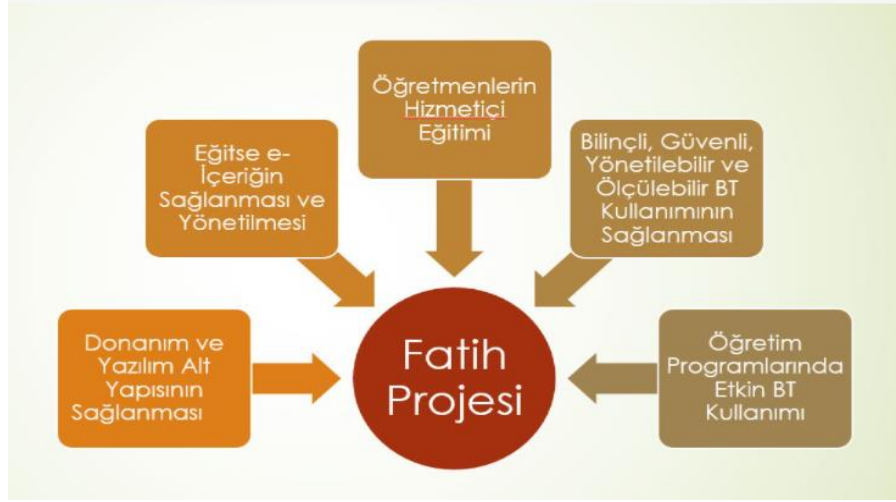 Donanım ve
Yazılım Alt
Yapısının
Sağlanması
Eğitse e-
İçeriğin
Sağlanması ve
Yönetilmesi
Öğretmenlerin
Hizmetiçi
Eğitimi
Bilinçli, Güvenli,
Yönetilebilir ve
Ölçülebilir BT
Kullanımının
Sağlanması
Öğretim
Programlarında
Etkin BT
Kullanımı
Fatih
Projesi